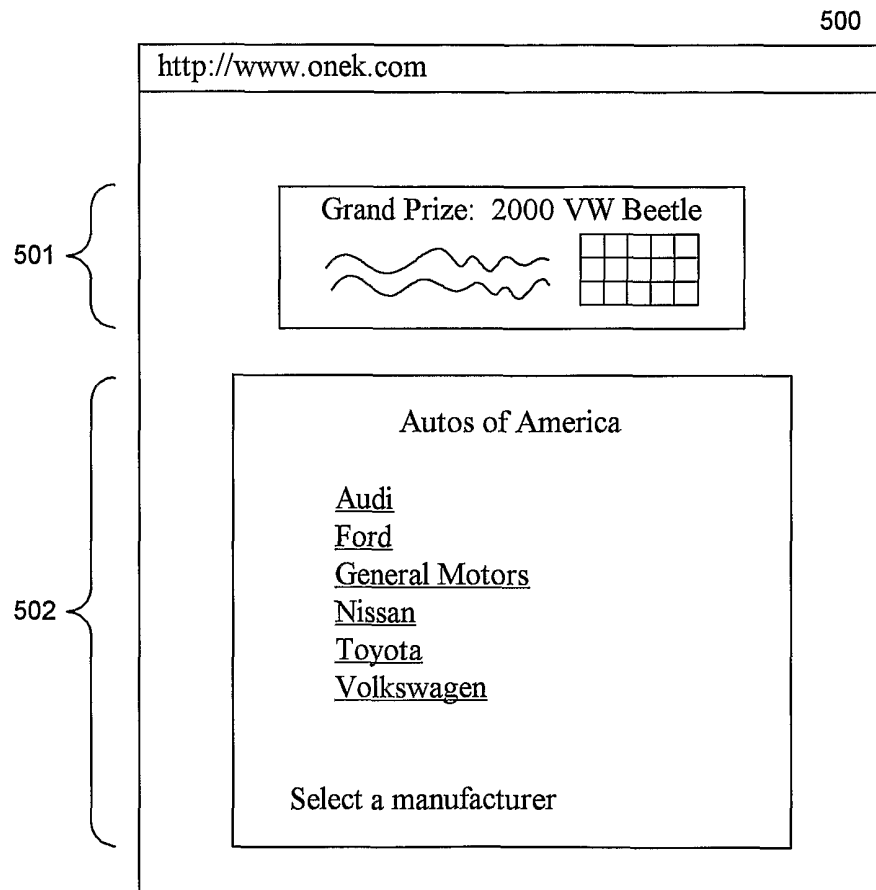 500
http://www.onek.com
501
Grand Prize: 2000 VW Beetle
502
Autos of America
Audi
Ford
General Motors
Nissan
Toyota
Volkswagen
Select a manufacturer